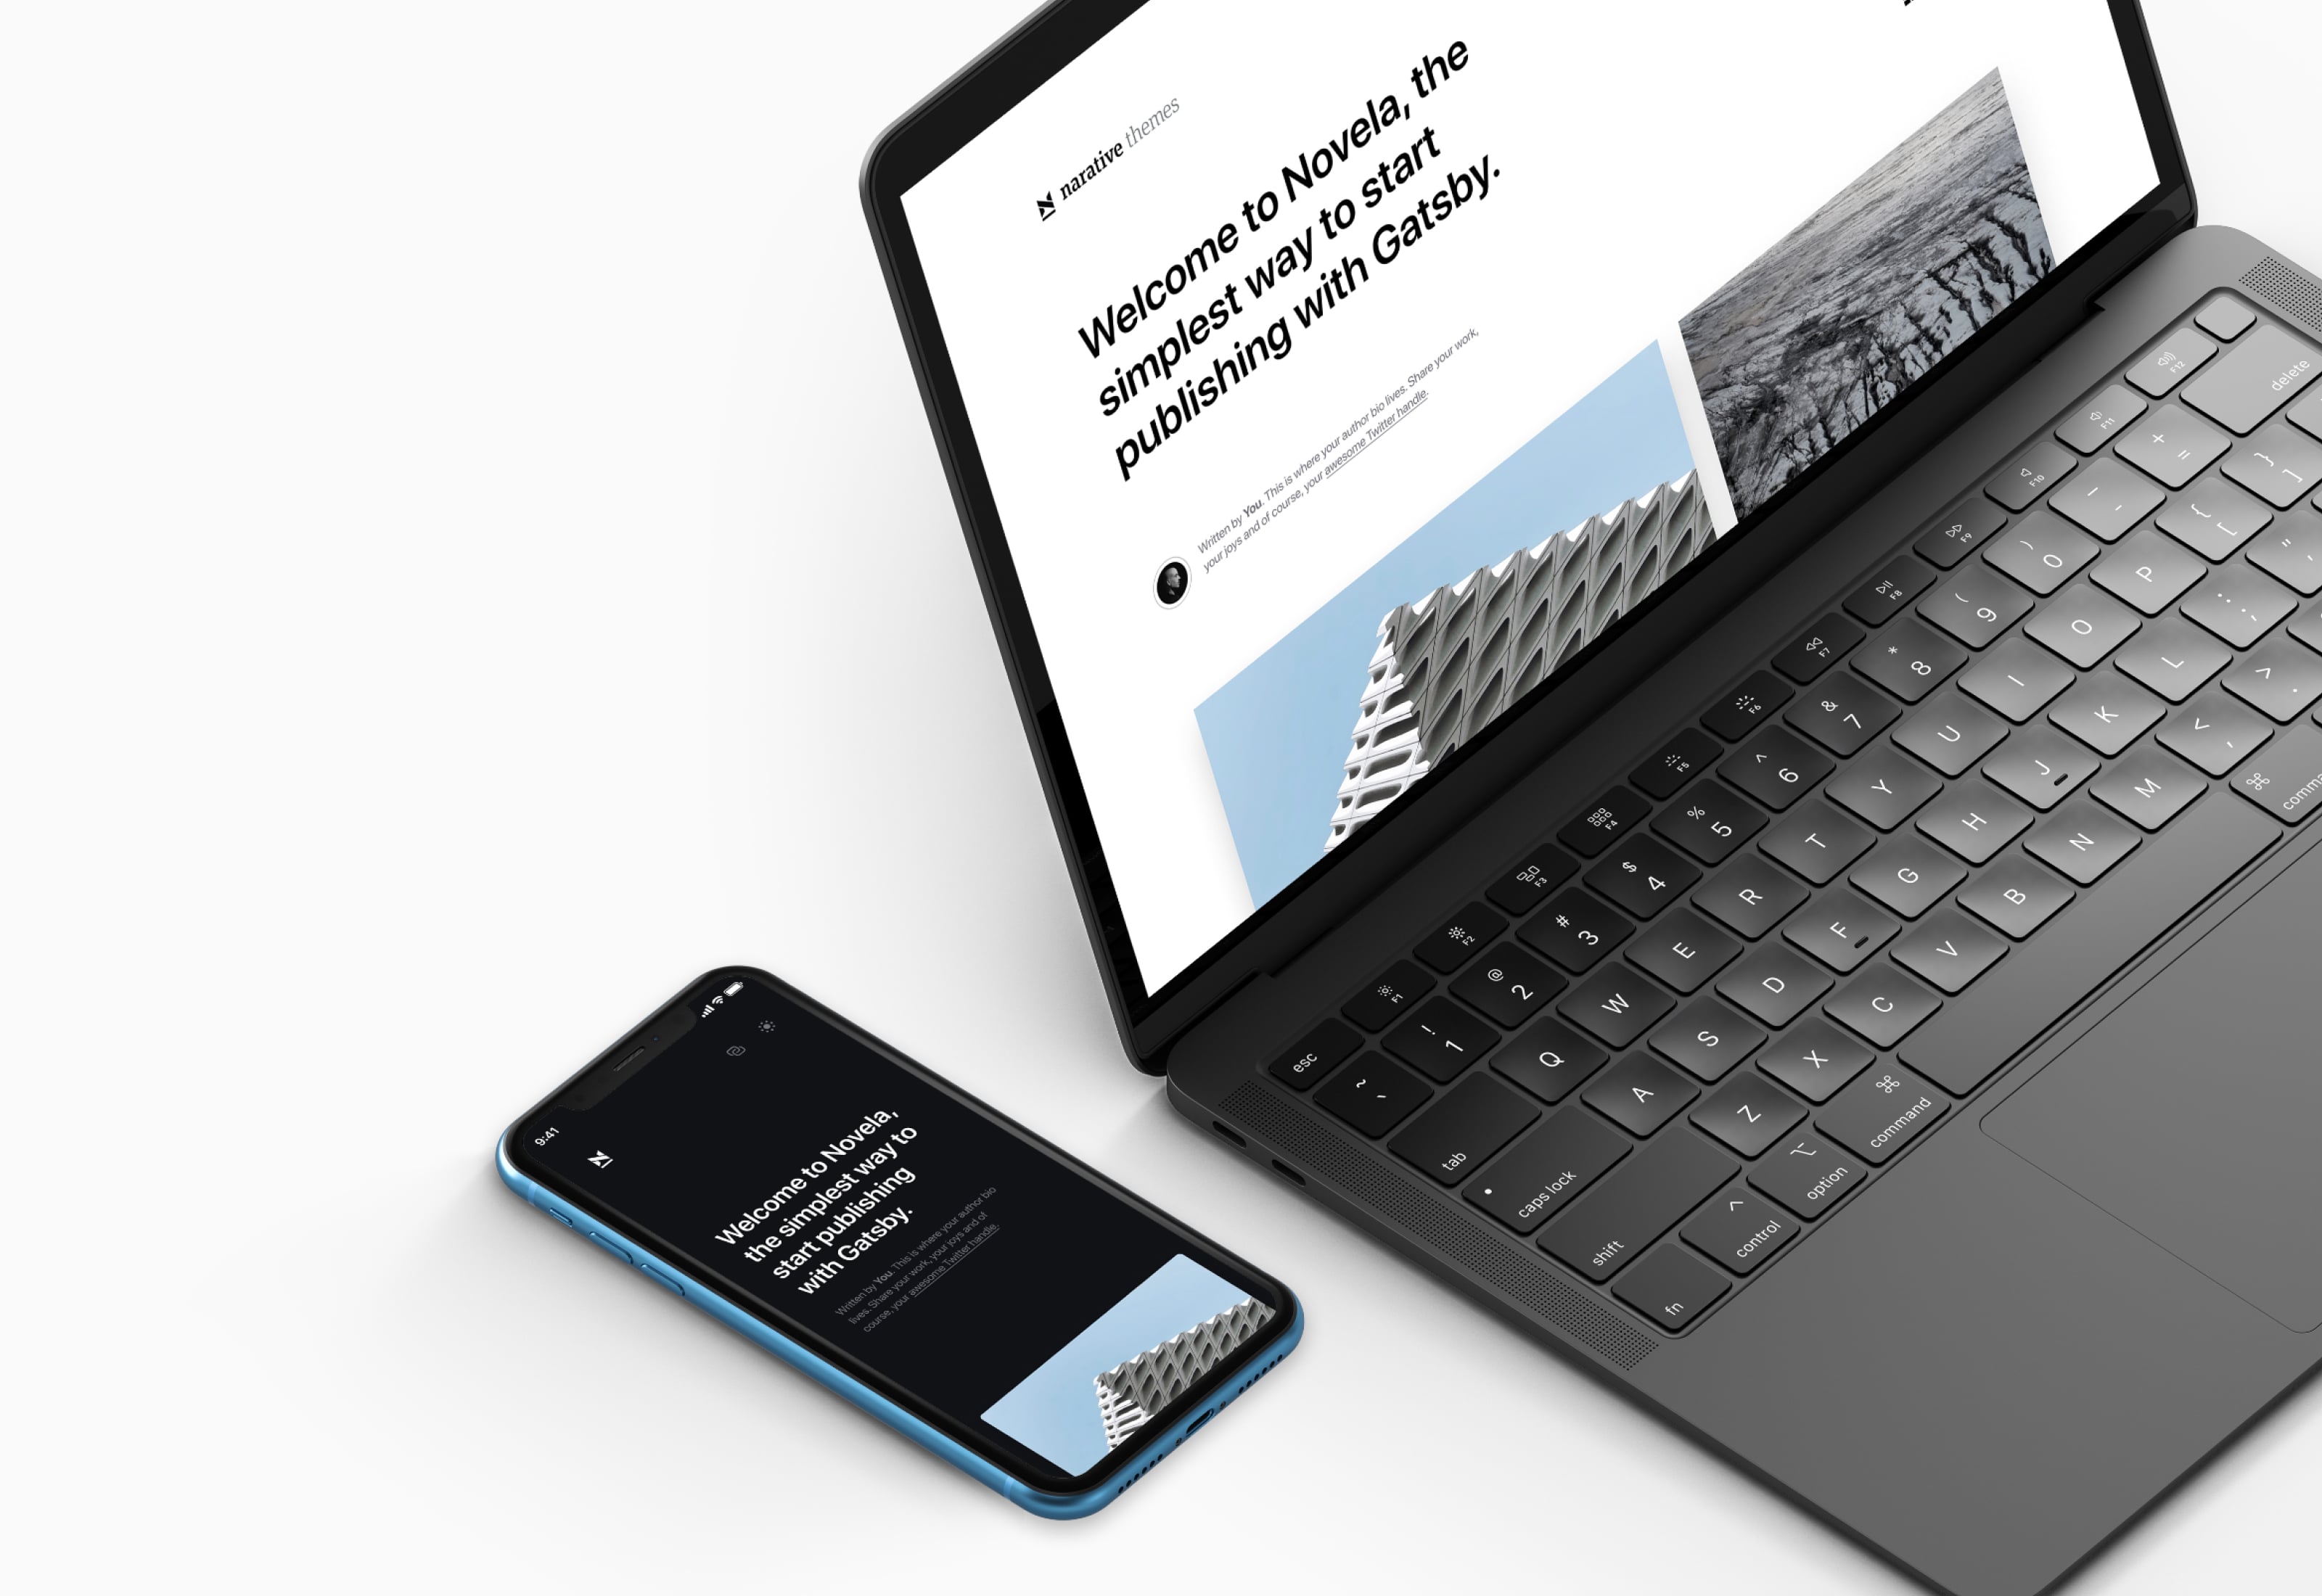 narative themes
Welcome to Novela, the
simplest way to start
publishing with Gatsby.
Written by You. This is where your author bio lives. Share your work,
your joys and of course, your awesome Twitter handle.
9:41
Welcome to Novela,
the simplest way to
start publishing
with Gatsby.
Written by You. This is where your author bio
lives. Share your work, your joys and of
course, your awesome Twitter handle.
esc F1 F2 F3 F4 F5 F6 F7 F8 F9 F10 F11 F12
~ ` ! 1 @ 2 # 3 $ 4 % 5 ^ 6 & 7 * 8 ( 9 ) 0 _ - + = delete
tab Q W E R T Y U I O P { [ } ]
caps lock A S D F G H J K L : ; " '
shift Z X C V B N M < , > .
fn ^ control ⌥ option ⌘ command ⌘